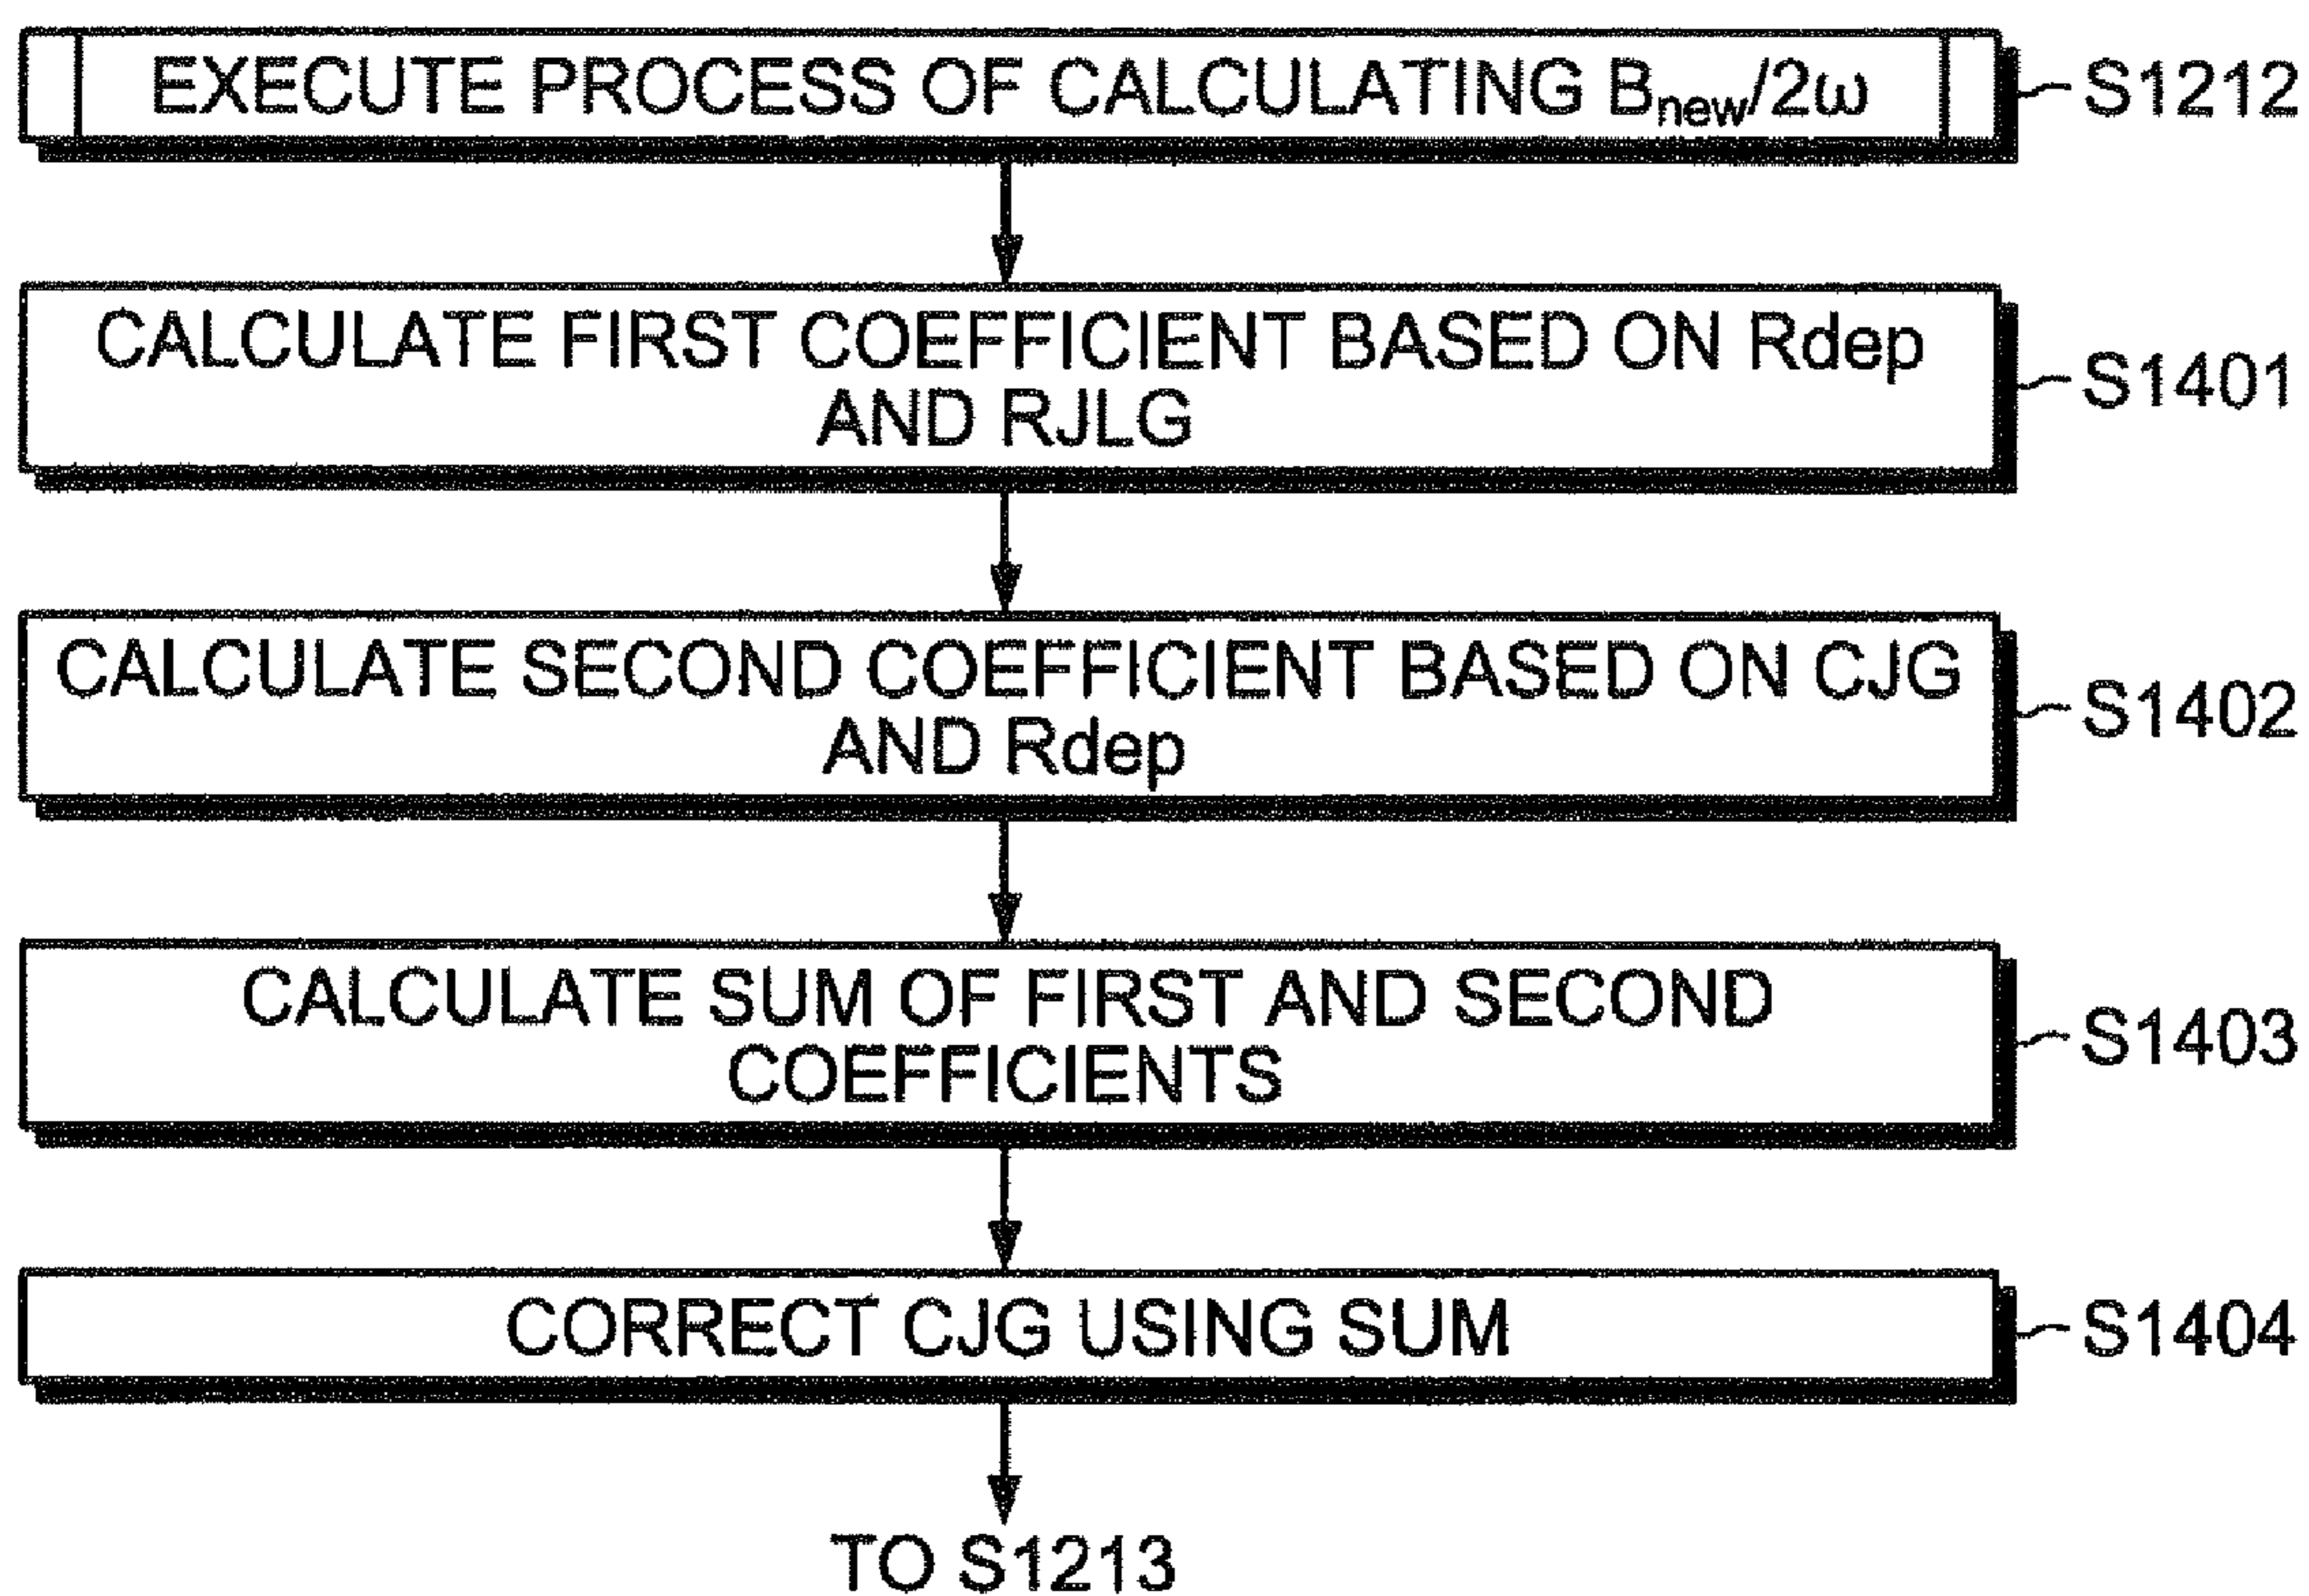 EXECUTE PROCESS OF CALCULATING Bnew/2ω
S1212
CALCULATE FIRST COEFFICIENT BASED ON Rdep
AND RJLG
S1401
CALCULATE SECOND COEFFICIENT BASED ON CJG
AND Rdep
S1402
CALCULATE SUM OF FIRST AND SECOND
COEFFICIENTS
S1403
CORRECT CJG USING SUM
S1404
TO S1213